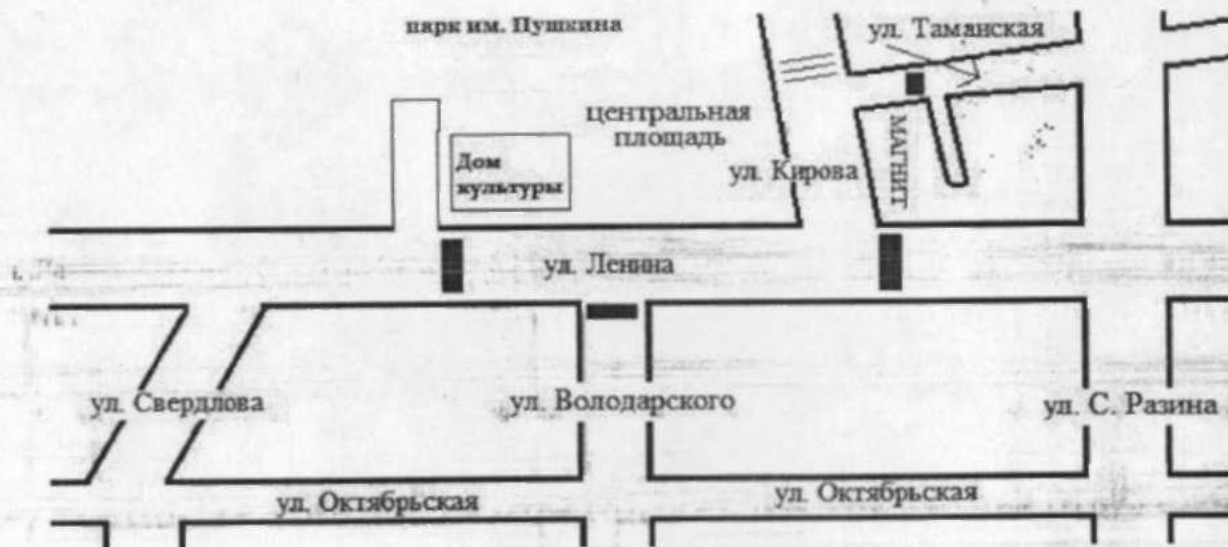 парк им. Пушкина
ул. Таманская
центральная
площадь
Дом
культуры
ул. Кирова
МАГНИТ
ул. Ленина
ул. Свердлова
ул. Володарского
ул. С. Разина
ул. Октябрьская
ул. Октябрьская